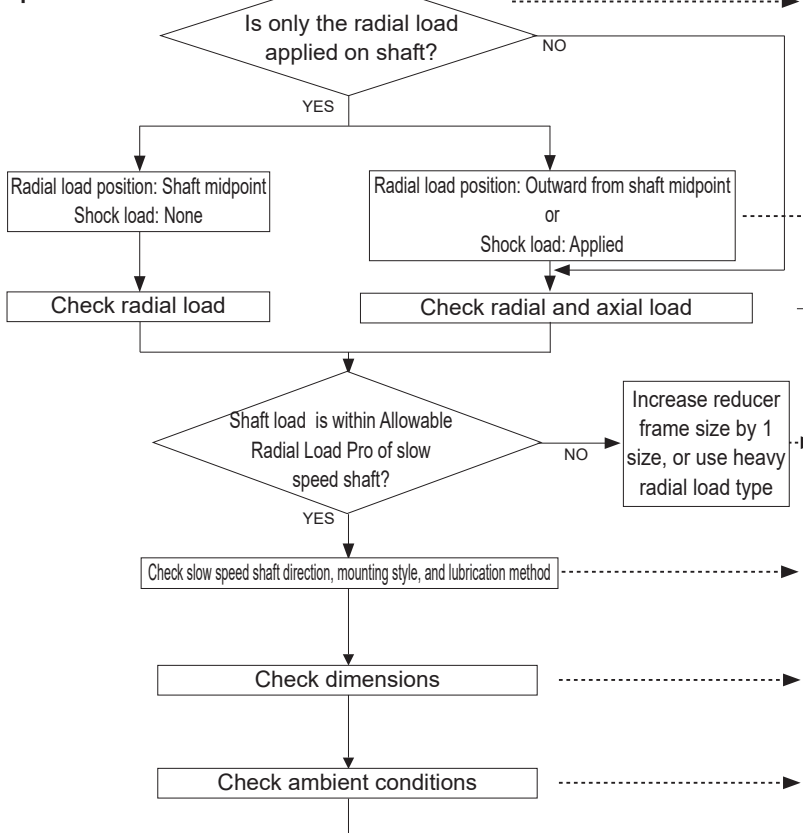 Is only the radial load
applied on shaft?
NO
YES
Radial load position: Shaft midpoint
Shock load: None
Radial load position: Outward from shaft midpoint
or
Shock load: Applied
Check radial load
Check radial and axial load
Shaft load is within Allowable
Radial Load Pro of slow
speed shaft?
NO
YES
Increase reducer
frame size by 1
size, or use heavy
radial load type
Check slow speed shaft direction, mounting style, and lubrication method
Check dimensions
Check ambient conditions